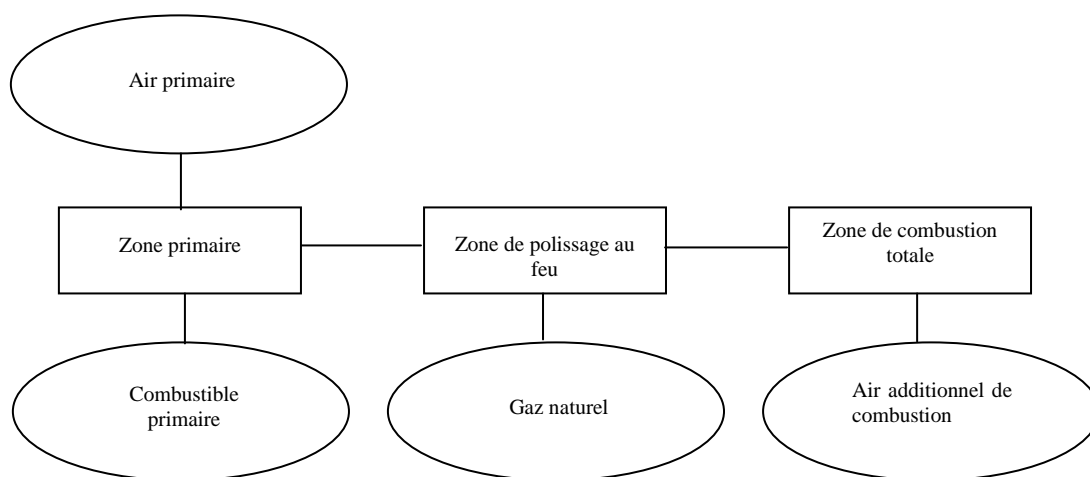 Air primaire
Zone primaire
Zone de polissage au
feu
Zone de combustion
totale
Combustible
primaire
Gaz naturel
Air additionnel de
combustion